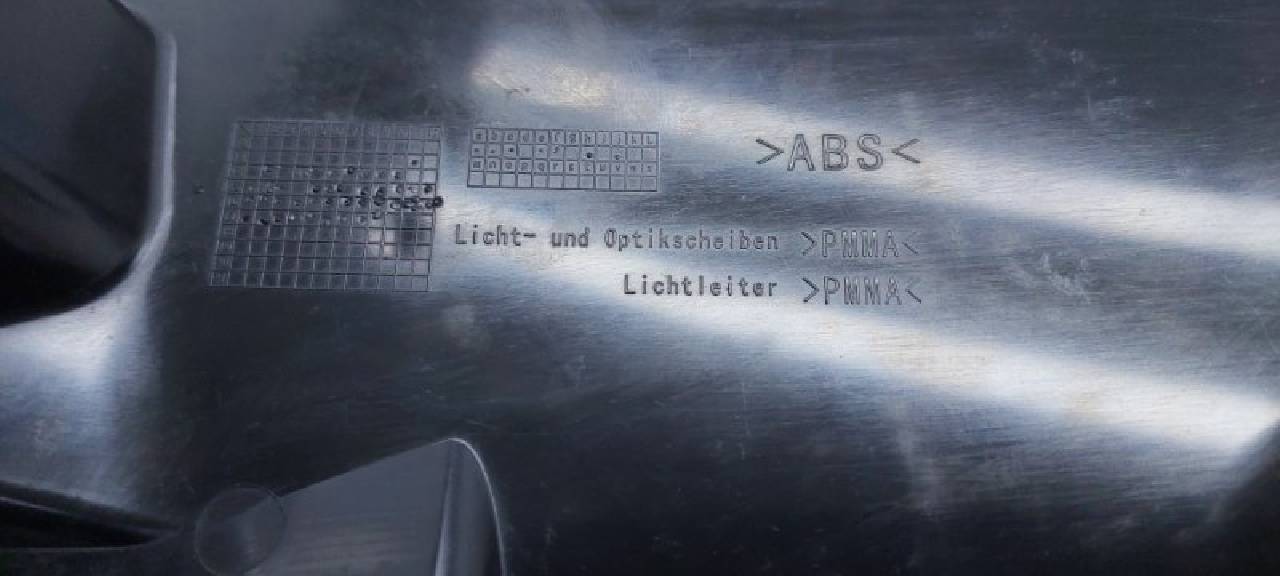 >ABS<
Licht- und Optikscheiben >PMMA<
Lichtleiter >PMMA<